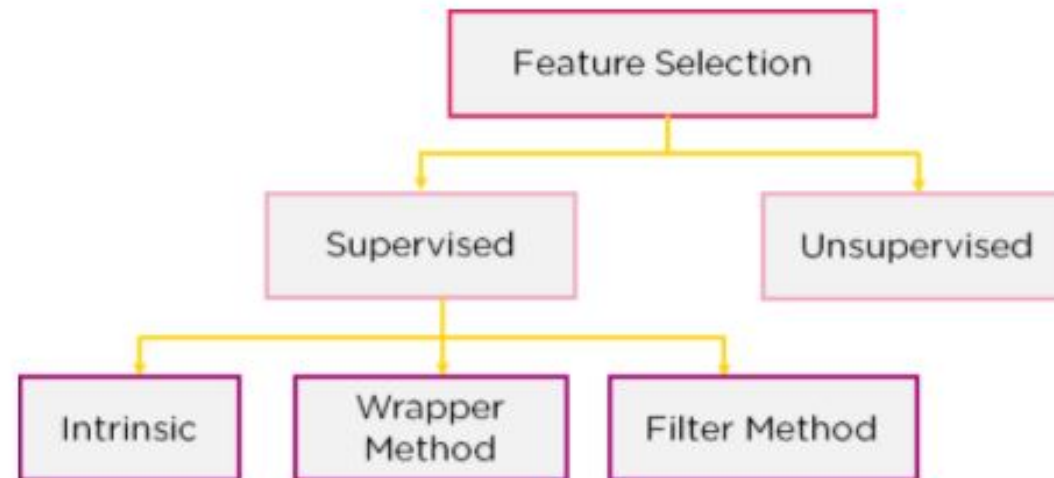 Feature Selection
Supervised
Unsupervised
Intrinsic
Wrapper
Method
Filter Method